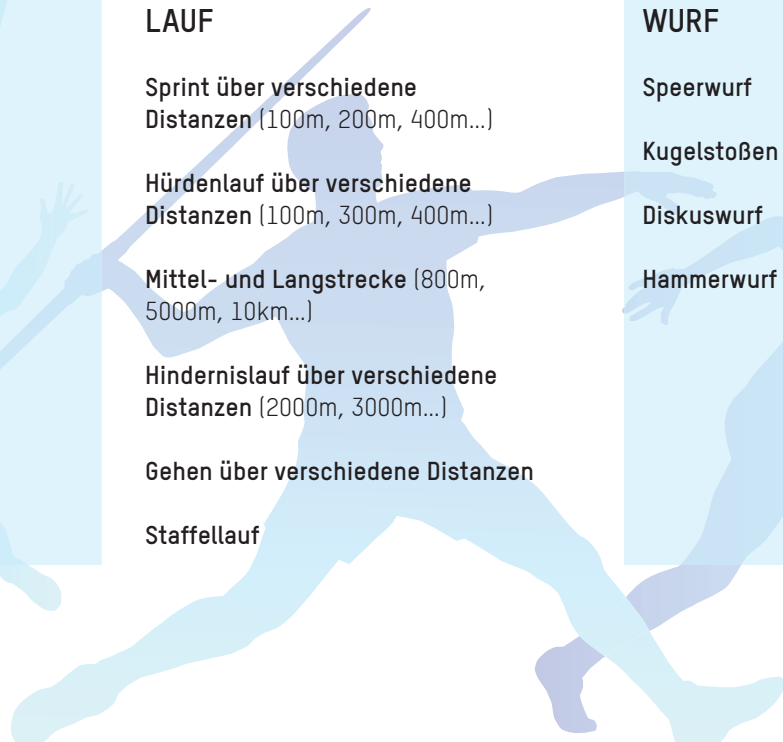 LAUF
Sprint über verschiedene
Distanzen (100m, 200m, 400m...)
Hürdenlauf über verschiedene
Distanzen (100m, 300m, 400m...)
Mittel- und Langstrecke (800m,
5000m, 10km...)
Hindernislauf über verschiedene
Distanzen (2000m, 3000m...)
Gehen über verschiedene Distanzen
Staffellauf
WURF
Speerwurf
Kugelstoßen
Diskuswurf
Hammerwurf